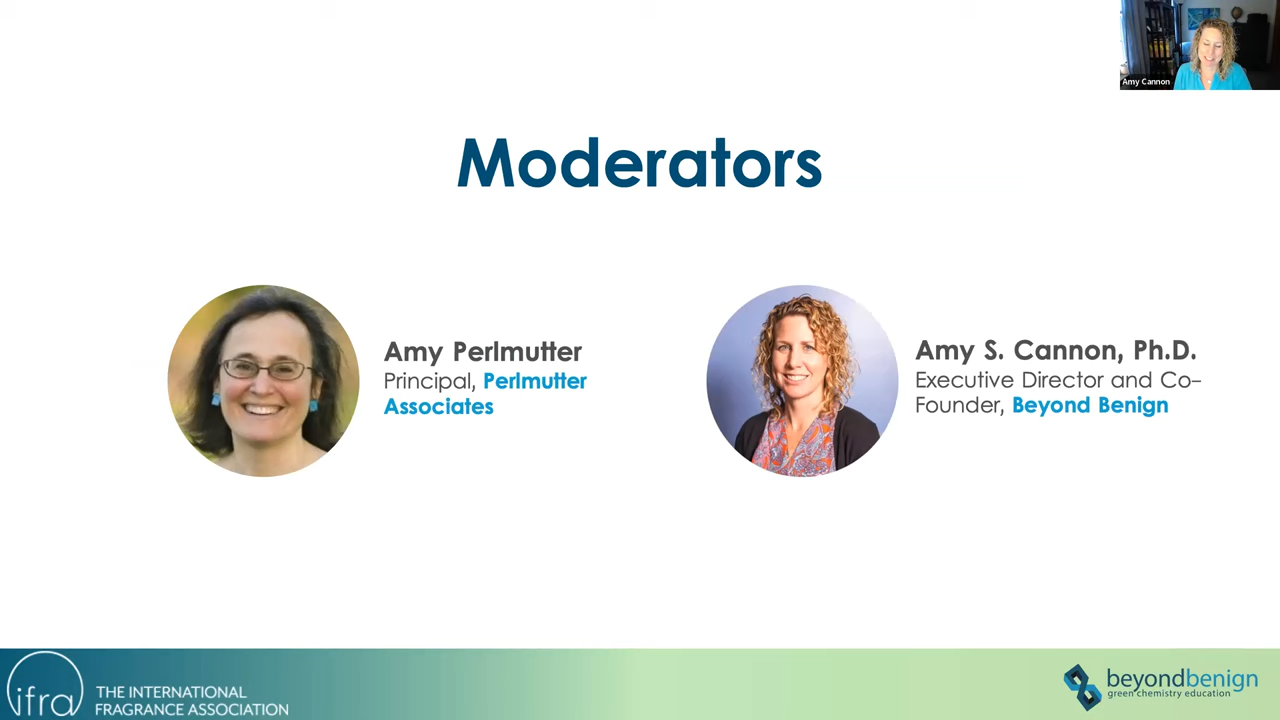 Amy Cannon
Moderators
Amy Perlmutter
Principal, Perlmutter
Associates
Amy S. Cannon, Ph.D.
Executive Director and Co-
Founder, Beyond Benign
ifra
THE INTERNATIONAL
FRAGRANCE ASSOCIATION
beyondbenign
green chemistry education